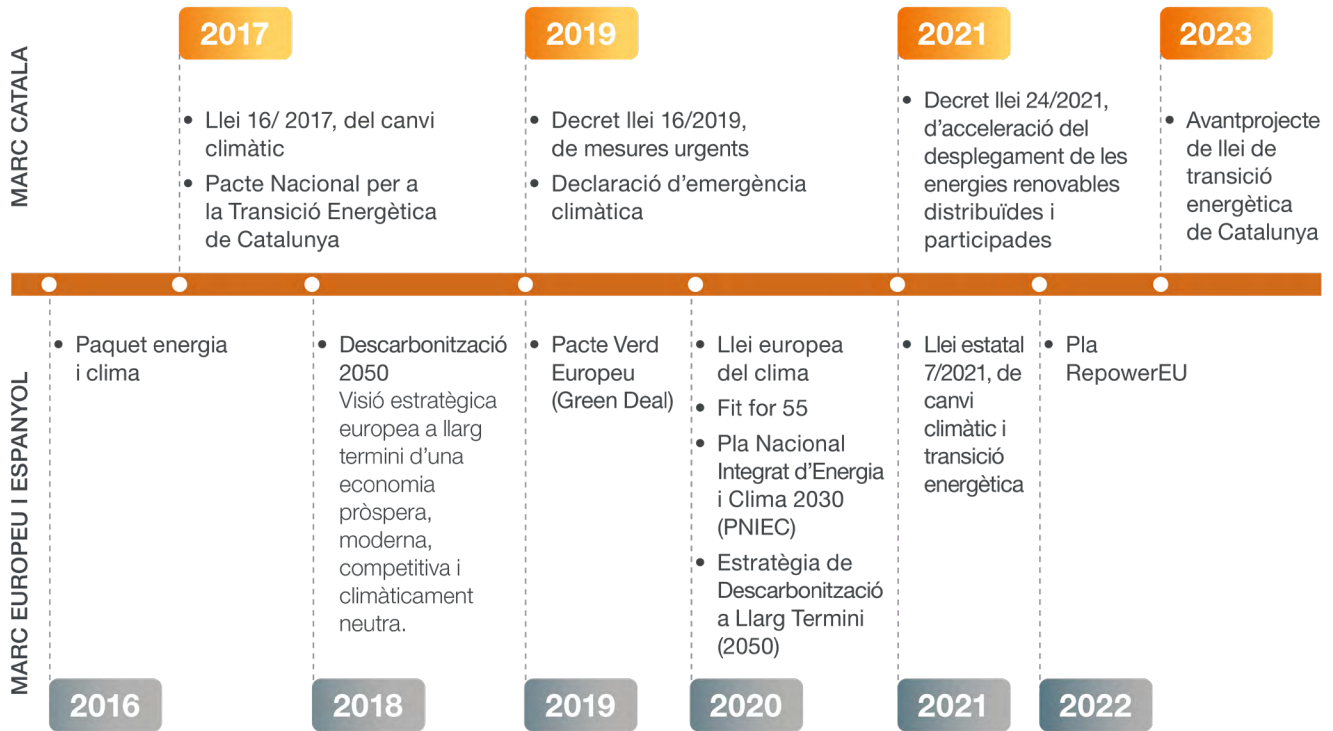 MARC CATALÀ
2017
• Llei 16/ 2017, del canvi
climàtic
• Pacte Nacional per a
la Transició Energètica
de Catalunya
2019
• Decret llei 16/2019,
de mesures urgents
• Declaració d’emergència
climàtica
2021
• Decret llei 24/2021,
d’acceleració del
desplegament de les
energies renovables
distribuïdes i
participades
2023
• Avantprojecte
de llei de
transició
energètica
de Catalunya
MARC EUROPEU I ESPANYOL
• Paquet energia
i clima
2016
• Descarbonització
2050
Visió estratègica
europea a llarg
termini d’una
economia
pròspera,
moderna,
competitiva i
climàticament
neutra.
2018
• Pacte Verd
Europeu
(Green Deal)
2019
• Llei europea
del clima
• Fit for 55
• Pla Nacional
Integrat d’Energia
i Clima 2030
(PNIEC)
• Estratègia de
Descarbonització
a Llarg Termini
(2050)
2020
• Llei estatal
7/2021, de
canvi
climàtic i
transició
energètica
2021
• Pla
RepowerEU
2022